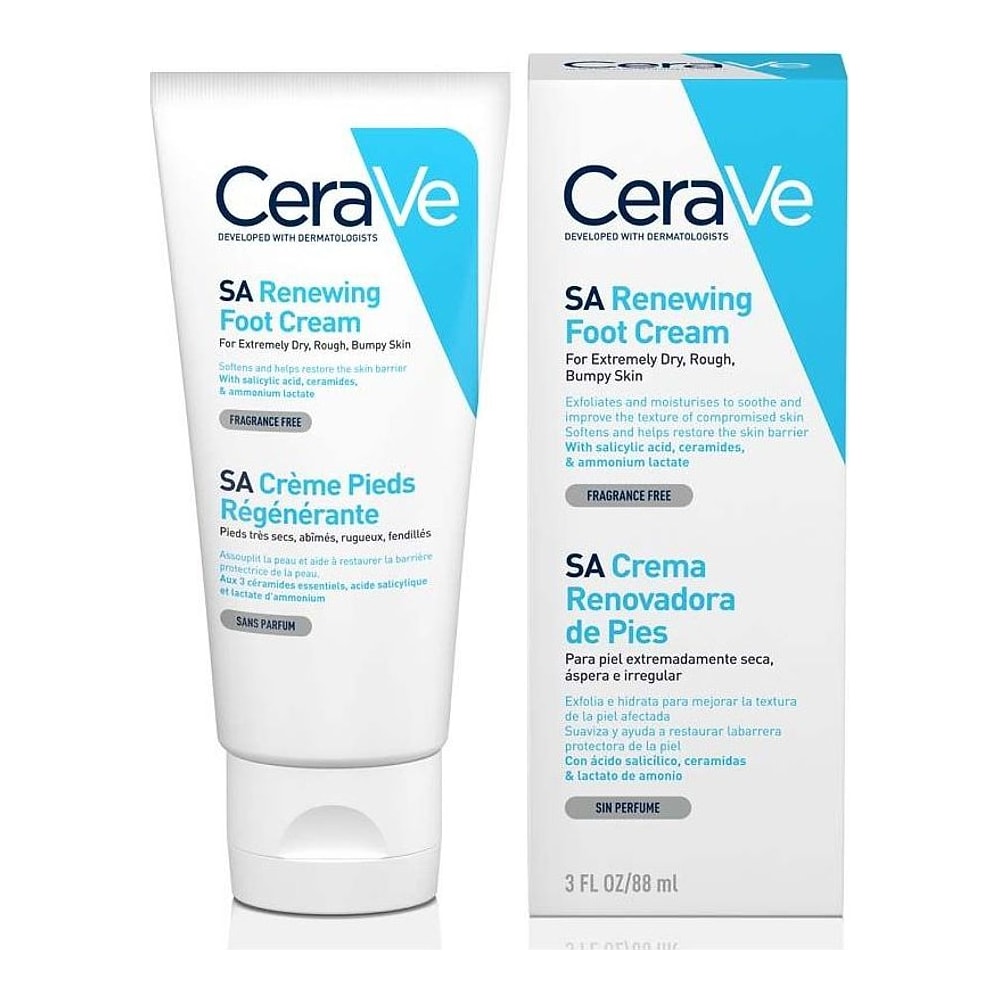 CeraVe
DEVELOPED WITH DERMATOLOGISTS
SA Renewing
Foot Cream
For Extremely Dry, Rough, Bumpy Skin
Softens and helps restore the skin barrier
With salicylic acid, ceramides,
& ammonium lactate
FRAGRANCE FREE
SA Crème Pieds
Régénérante
Pieds très secs, abîmés, rugueux, fendillés
Assouplit la peau et aide à restaurer la barrière
protectrice de la peau.
Aux 3 céramides essentiels, acide salicylique
et lactate d'ammonium
SANS PARFUM
CeraVe
CeraVe
DEVELOPED WITH DERMATOLOGISTS
SA Renewing
Foot Cream
For Extremely Dry, Rough,
Bumpy Skin
Exfoliates and moisturises to soothe and
improve the texture of compromised skin
Softens and helps restore the skin barrier
With salicylic acid, ceramides,
& ammonium lactate
FRAGRANCE FREE
SA Crema
Renovadora
de Pies
Para piel extremadamente seca,
áspera e irregular
Exfolia e hidrata para mejorar la textura
de la piel afectada
Suaviza y ayuda a restaurar labarrera
protectora de la piel
Con ácido salicílico, ceramidas
& lactato de amonio
SIN PERFUME
3 FL OZ/88 ml